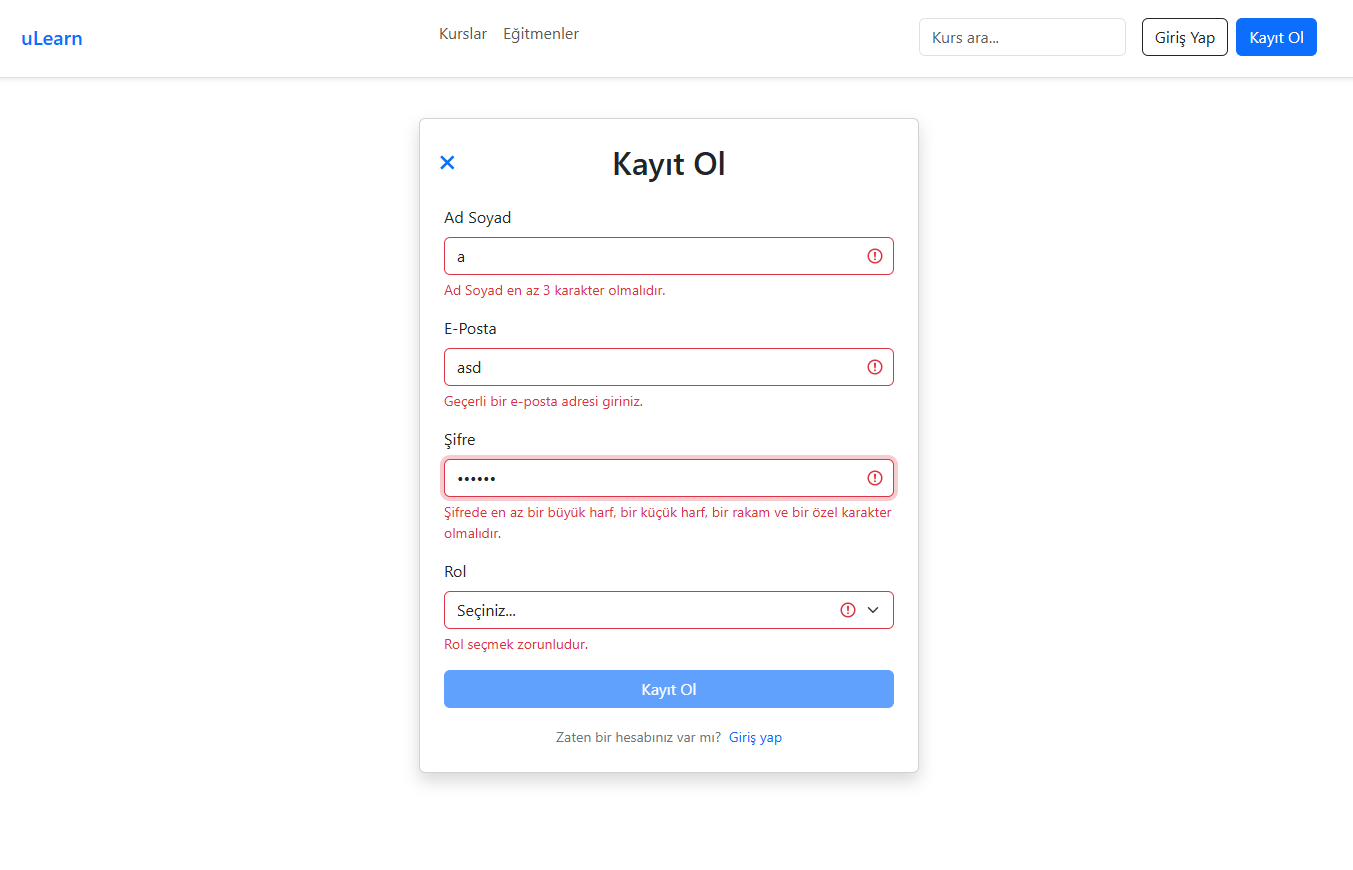 uLearn
Kurslar
Eğitmenler
Kurs ara...
Giriş Yap
Kayıt Ol
Kayıt Ol
Ad Soyad
a
Ad Soyad en az 3 karakter olmalıdır.
E-Posta
asd
Geçerli bir e-posta adresi giriniz.
Şifre
••••••
Şifrede en az bir büyük harf, bir küçük harf, bir rakam ve bir özel karakter
olmalıdır.
Rol
Seçiniz...
Rol seçmek zorunludur.
Kayıt Ol
Zaten bir hesabınız var mı? Giriş yap